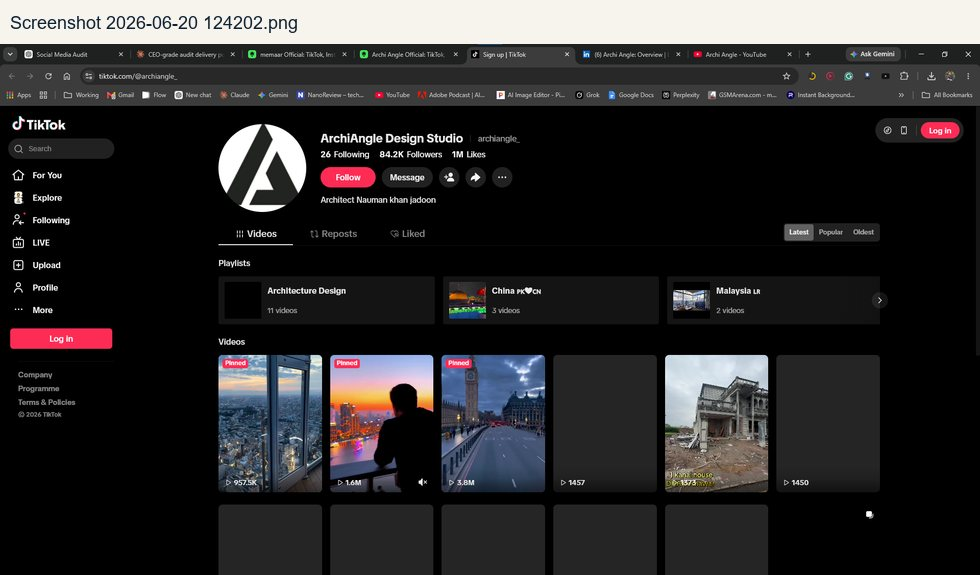 Screenshot 2026-06-20 124202.png
Social Media Audit
CEO-grade audit delivery p
memaar Official: TikTok, Ins
Archi Angle Official: TikTok
Sign up | TikTok
(6) Archi Angle: Overview |
Archi Angle - YouTube
Ask Gemini
tiktok.com/@archiangle_
Apps
Working
Gmail
Flow
New chat
Claude
Gemini
NanoReview – tech...
YouTube
Adobe Podcast | AI...
AI Image Editor - Pi...
Grok
Google Docs
Perplexity
GSMArena.com - m...
Instant Background...
All Bookmarks
TikTok
Search
For You
Explore
Following
LIVE
Upload
Profile
More
Log in
Company
Programme
Terms & Policies
© 2026 TikTok
Log in
ArchiAngle Design Studio archiangle_
26 Following 84.2K Followers 1M Likes
Follow Message
Architect Nauman khan jadoon
Videos Reposts Liked
Latest Popular Oldest
Playlists
Architecture Design
11 videos
China PK🖤CN
3 videos
Malaysia LR
2 videos
Videos
Pinned
957.5K
Pinned
1.6M
Pinned
3.8M
1457
1 kanal house
1373
1450